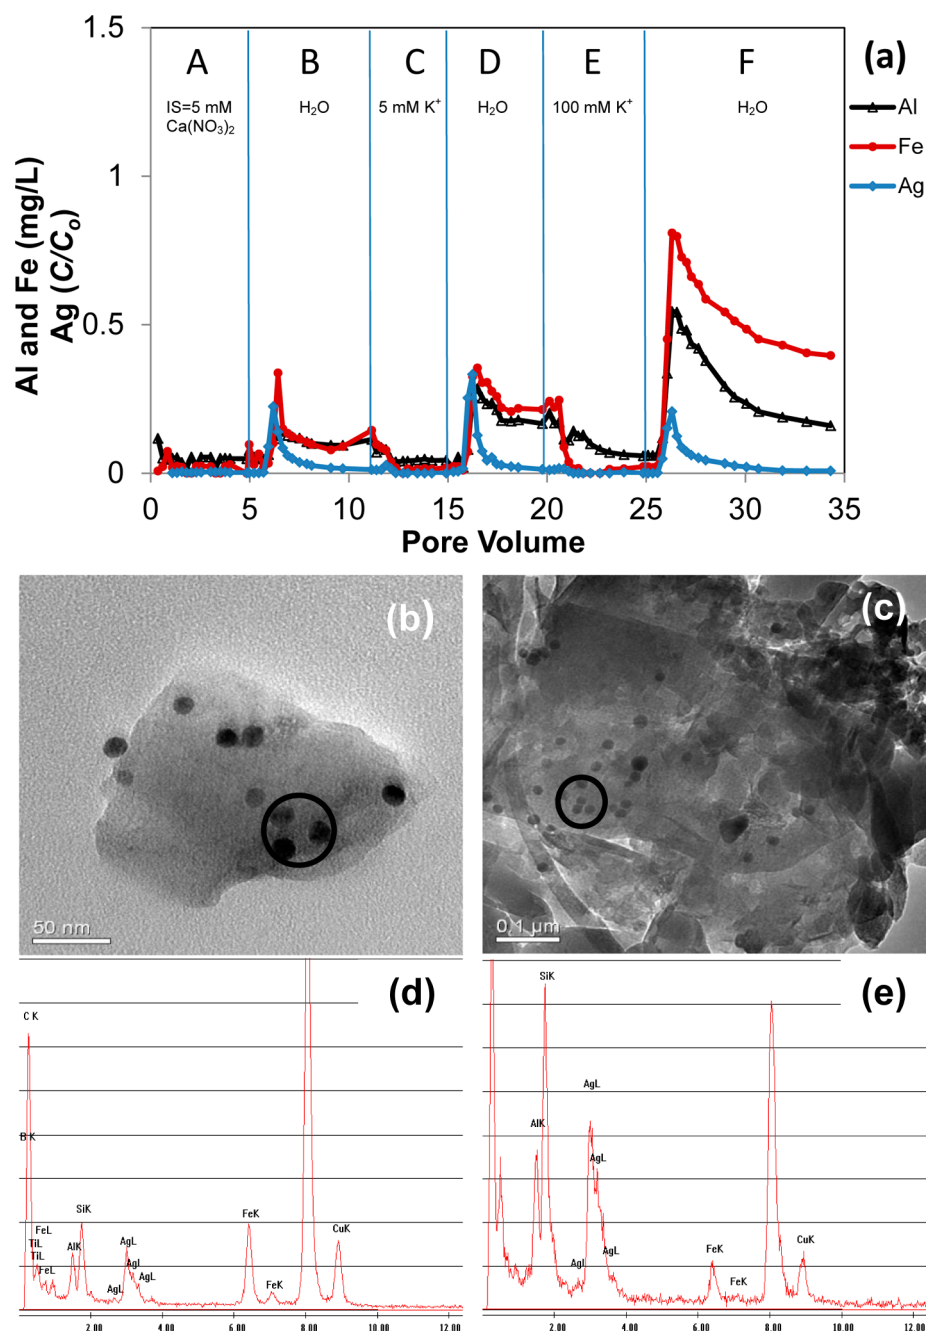 1.5
1
0.5
0
A
B
C
D
E
F
(a)
IS=5 mM
Ca(NO₃)₂
H₂O
5 mM K⁺
H₂O
100 mM K⁺
H₂O
Al
Fe
Ag
Al and Fe (mg/L)
Ag (C/Cₒ)
0 5 10 15 20 25 30 35
Pore Volume
(b)
50 nm
(c)
0.1 µm
(d)
C K
B K
FeL
TiL
TiL
FeL
AlK
SiK
AgL
AgL
AgL
AgL
FeK
FeK
CuK
2.00 4.00 6.00 8.00 10.00 12.00
(e)
SiK
AlK
AgL
AgL
AgL
AgL
FeK
FeK
CuK
2.00 4.00 6.00 8.00 10.00 12.00